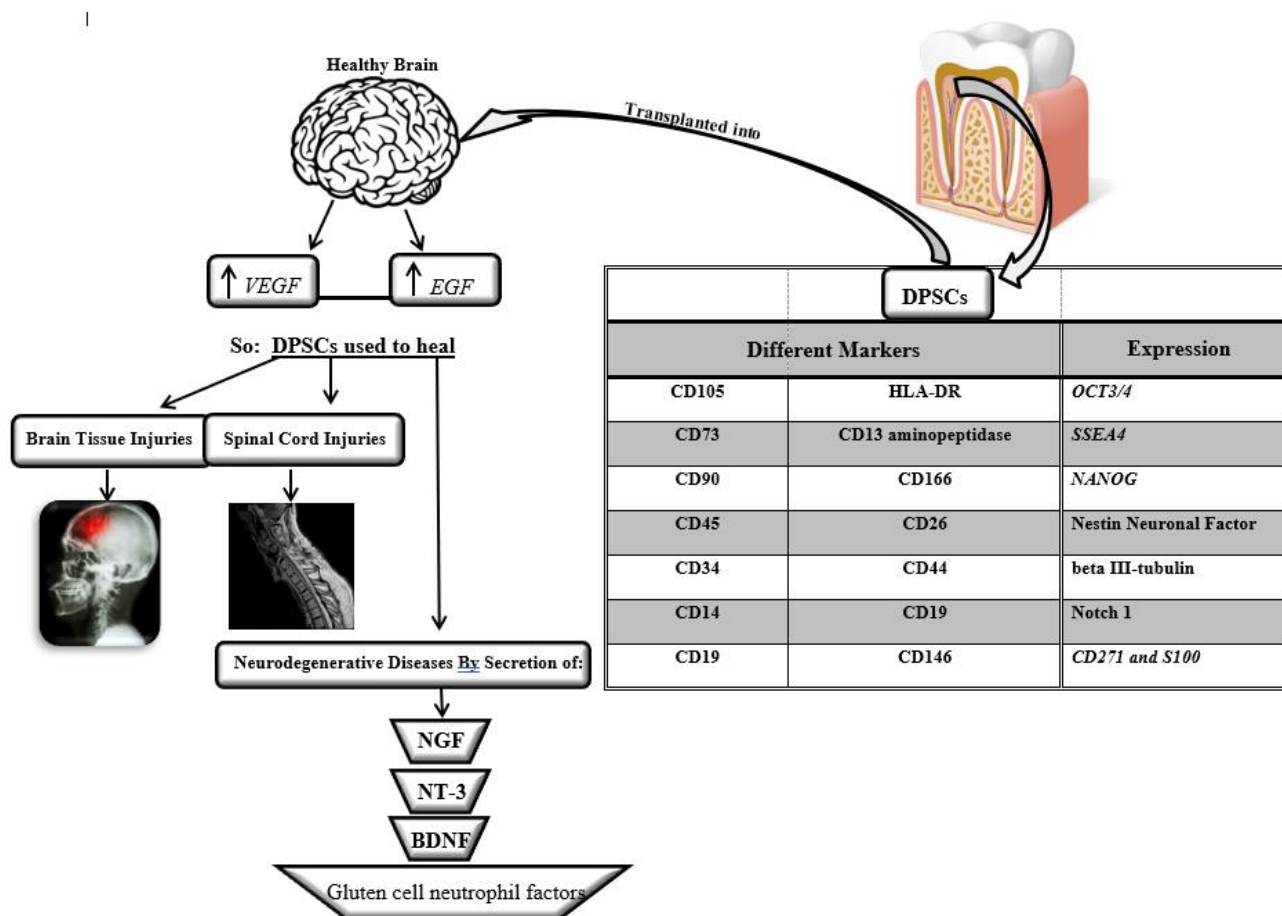 Healthy Brain
Transplanted into
VEGF
EGF
DPSCs
So: DPSCs used to heal
Different Markers Expression
CD105 HLA-DR OCT3/4
Brain Tissue Injuries Spinal Cord Injuries
CD73 CD13 aminopeptidase SSEA4
CD90 CD166 NANOG
CD45 CD26 Nestin Neuronal Factor
CD34 CD44 beta III-tubulin
CD14 CD19 Notch 1
CD19 CD146 CD271 and S100
Neurodegenerative Diseases By Secretion of:
NGF
NT-3
BDNF
Gluten cell neutrophil factors